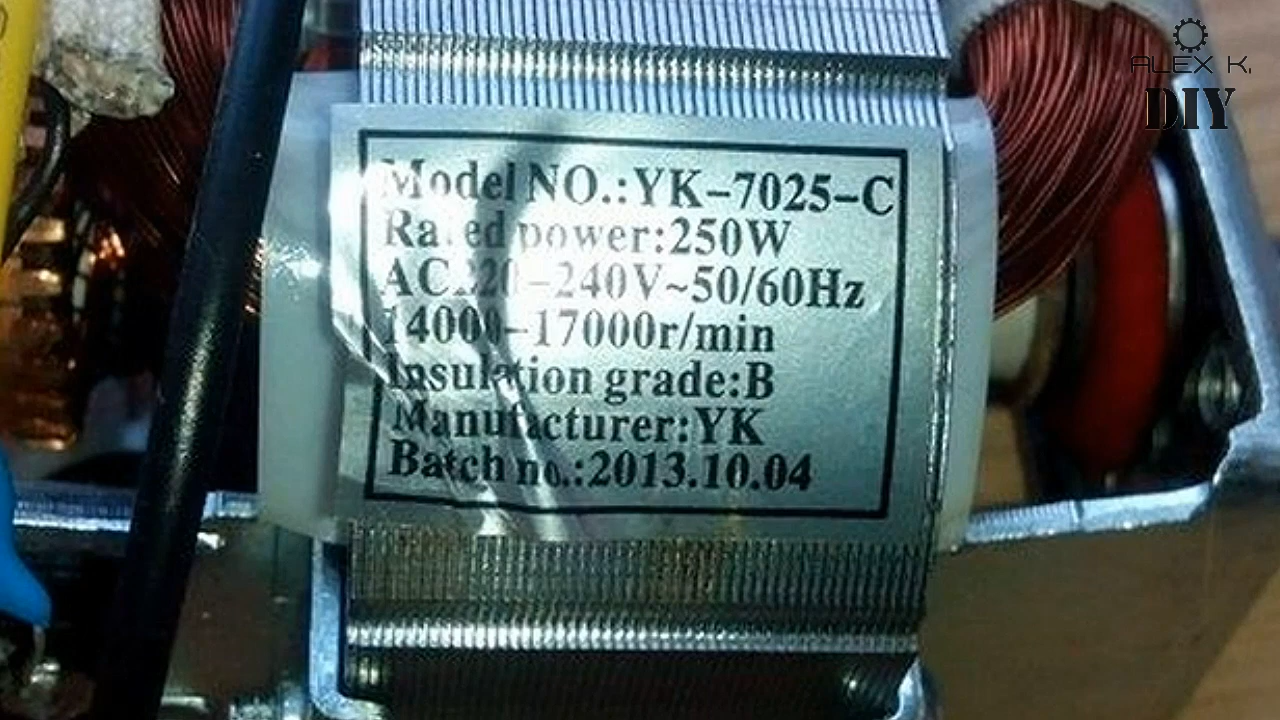 ALEX K.
DIY
Model NO.:YK-7025-C
Rated power:250W
AC220-240V~50/60Hz
14000-17000r/min
Insulation grade:B
Manufacturer:YK
Batch no.:2013.10.04